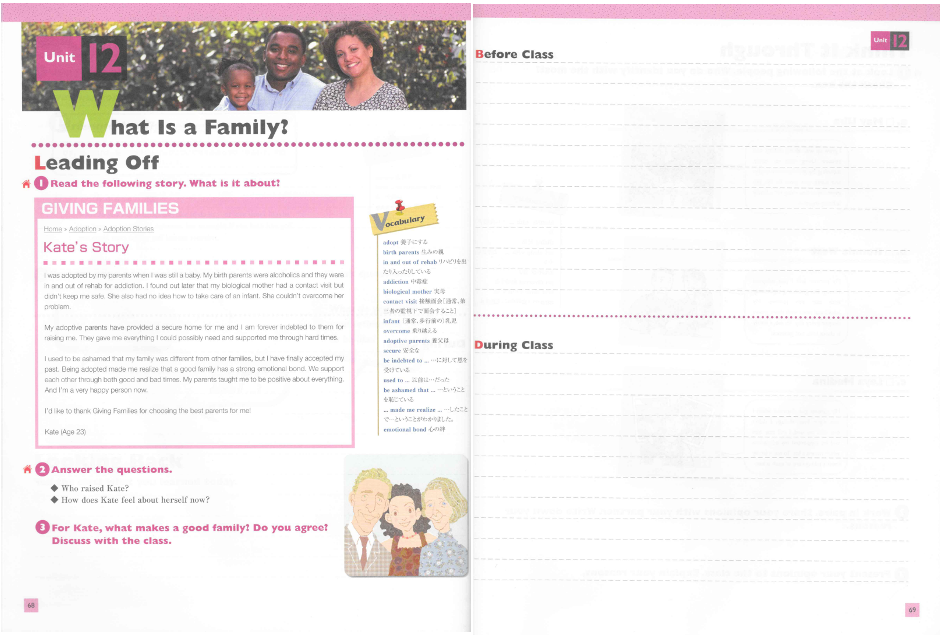 Unit 12
What Is a Family?
Leading Off
1 Read the following story. What is it about?
GIVING FAMILIES
Home » Adoption » Adoption Stories
Kate's Story
I was adopted by my parents when I was still a baby. My birth parents were alcoholics and they were
in and out of rehab for addiction. I found out later that my biological mother had a contact visit but
didn't keep me safe. She also had no idea how to take care of an infant. She couldn't overcome her
problem.
My adoptive parents have provided a secure home for me and I am forever indebted to them for
raising me. They gave me everything I could possibly need and supported me through hard times.
I used to be ashamed that my family was different from other families, but I have finally accepted my
past. Being adopted made me realize that a good family has a strong emotional bond. We support
each other through both good and bad times. My parents taught me to be positive about everything.
And I'm a very happy person now.
I'd like to thank Giving Families for choosing the best parents for me!
Kate (Age 23)
Vocabulary
adopt 養子にする
birth parents 生みの親
in and out of rehab リハビリを出
たり入ったりしている
addiction 中毒症
biological mother 実母
contact visit 接触面会［通常、第
三者の監視下で面会すること］
infant［通常、歩行前の］乳児
overcome 乗り越える
adoptive parents 養父母
secure 安全な
be indebted to ... …に対して恩を
受けている
used to ... 以前は…だった
be ashamed that ... …ということ
を恥じている
... made me realize ... …したこと
で…ということがわかりました。
emotional bond 心の絆
2 Answer the questions.
◆ Who raised Kate?
◆ How does Kate feel about herself now?
3 For Kate, what makes a good family? Do you agree?
Discuss with the class.
68
Unit 12
Before Class
During Class
69